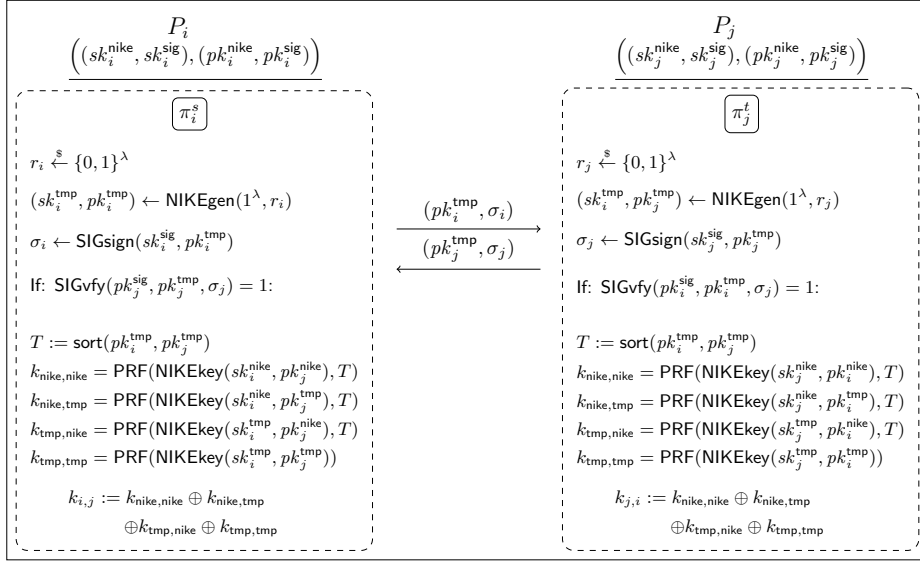 P_i
((sk_i^nike, sk_i^sig), (pk_i^nike, pk_i^sig))
π_i^s
r_i ←$ {0,1}^λ
(sk_i^tmp, pk_i^tmp) ← NIKEgen(1^λ, r_i)
σ_i ← SIGsign(sk_i^sig, pk_i^tmp)
If: SIGvfy(pk_j^sig, pk_j^tmp, σ_j) = 1:
T := sort(pk_i^tmp, pk_j^tmp)
k_nike,nike = PRF(NIKEkey(sk_i^nike, pk_j^nike), T)
k_nike,tmp = PRF(NIKEkey(sk_i^nike, pk_j^tmp), T)
k_tmp,nike = PRF(NIKEkey(sk_i^tmp, pk_j^nike), T)
k_tmp,tmp = PRF(NIKEkey(sk_i^tmp, pk_j^tmp))
k_i,j := k_nike,nike ⊕ k_nike,tmp
⊕k_tmp,nike ⊕ k_tmp,tmp
(pk_i^tmp, σ_i)
(pk_j^tmp, σ_j)
P_j
((sk_j^nike, sk_j^sig), (pk_j^nike, pk_j^sig))
π_j^t
r_j ←$ {0,1}^λ
(sk_i^tmp, pk_j^tmp) ← NIKEgen(1^λ, r_j)
σ_j ← SIGsign(sk_j^sig, pk_j^tmp)
If: SIGvfy(pk_i^sig, pk_i^tmp, σ_j) = 1:
T := sort(pk_i^tmp, pk_j^tmp)
k_nike,nike = PRF(NIKEkey(sk_j^nike, pk_i^nike), T)
k_nike,tmp = PRF(NIKEkey(sk_j^nike, pk_i^tmp), T)
k_tmp,nike = PRF(NIKEkey(sk_j^tmp, pk_i^nike), T)
k_tmp,tmp = PRF(NIKEkey(sk_j^tmp, pk_i^tmp))
k_j,i := k_nike,nike ⊕ k_nike,tmp
⊕k_tmp,nike ⊕ k_tmp,tmp